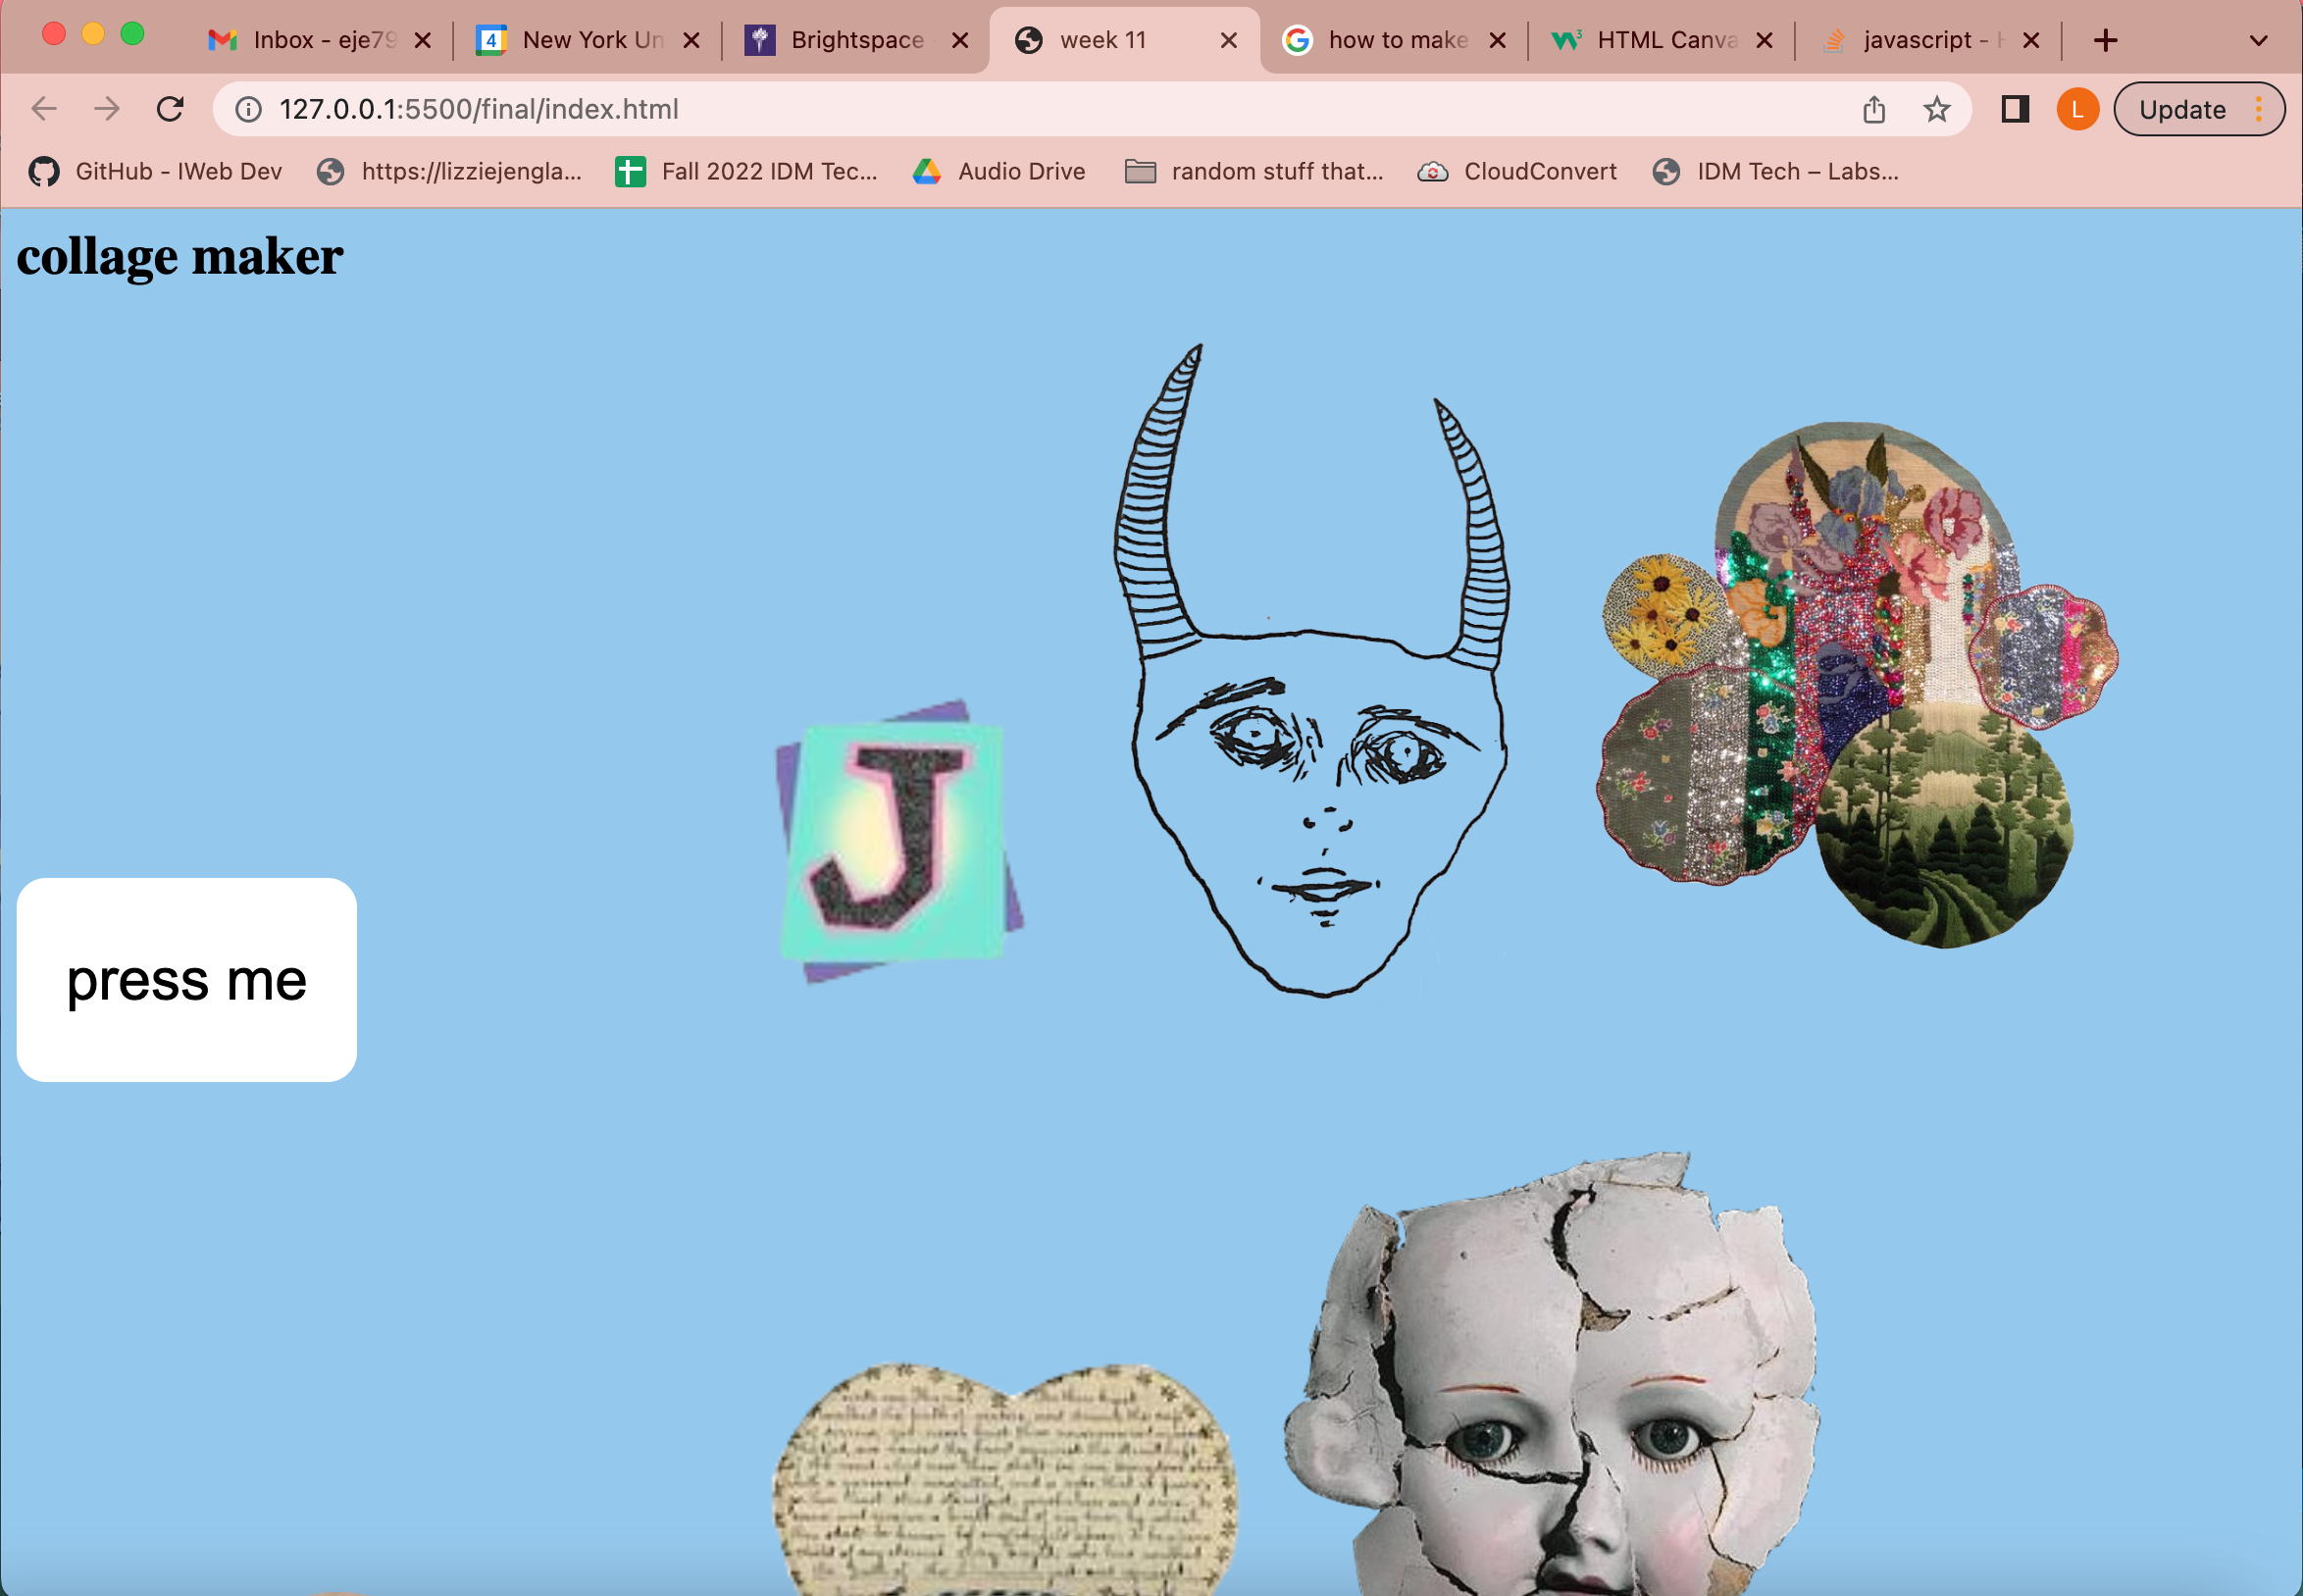 Inbox - eje79
4
New York Un
Brightspace
week 11
how to make
HTML Canva
javascript -
127.0.0.1:5500/final/index.html
L
Update
GitHub - IWeb Dev
https://lizziejengla...
Fall 2022 IDM Tec...
Audio Drive
random stuff that...
CloudConvert
IDM Tech – Labs...
collage maker
J
press me